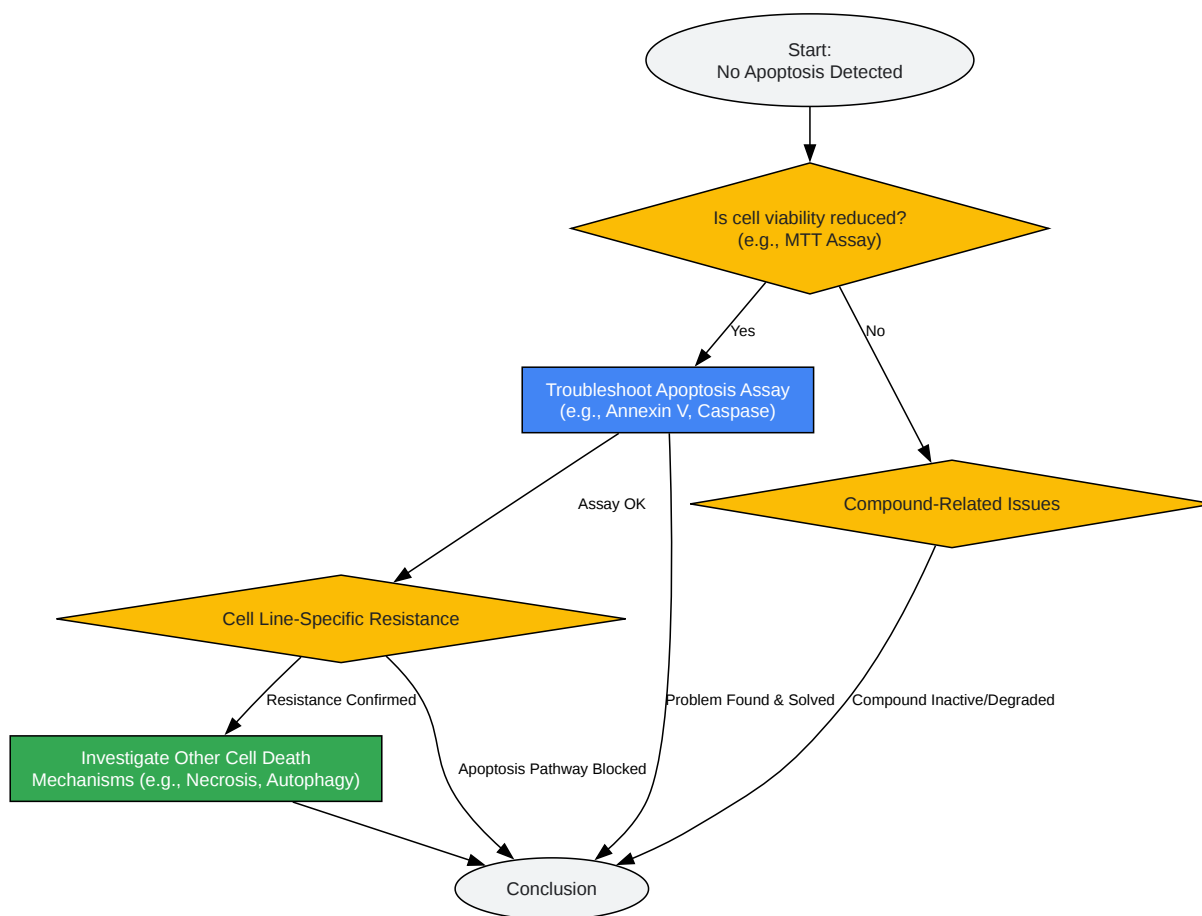 Start:
No Apoptosis Detected
Is cell viability reduced?
(e.g., MTT Assay)
Yes
No
Troubleshoot Apoptosis Assay
(e.g., Annexin V, Caspase)
Assay OK
Compound-Related Issues
Cell Line-Specific Resistance
Resistance Confirmed
Problem Found & Solved
Compound Inactive/Degraded
Investigate Other Cell Death
Mechanisms (e.g., Necrosis, Autophagy)
Apoptosis Pathway Blocked
Conclusion